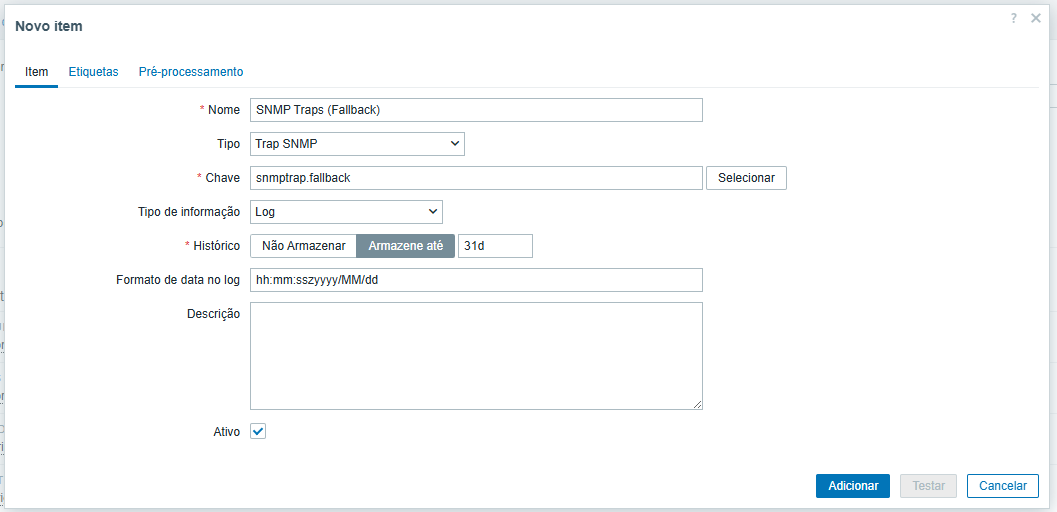 Novo item
?
Item Etiquetas Pré-processamento
* Nome SNMP Traps (Fallback)
Tipo Trap SNMP
* Chave snmptrap.fallback Selecionar
Tipo de informação Log
* Histórico Não Armazenar Armazene até 31d
Formato de data no log hh:mm:sszyyyy/MM/dd
Descrição
Ativo
Adicionar Testar Cancelar